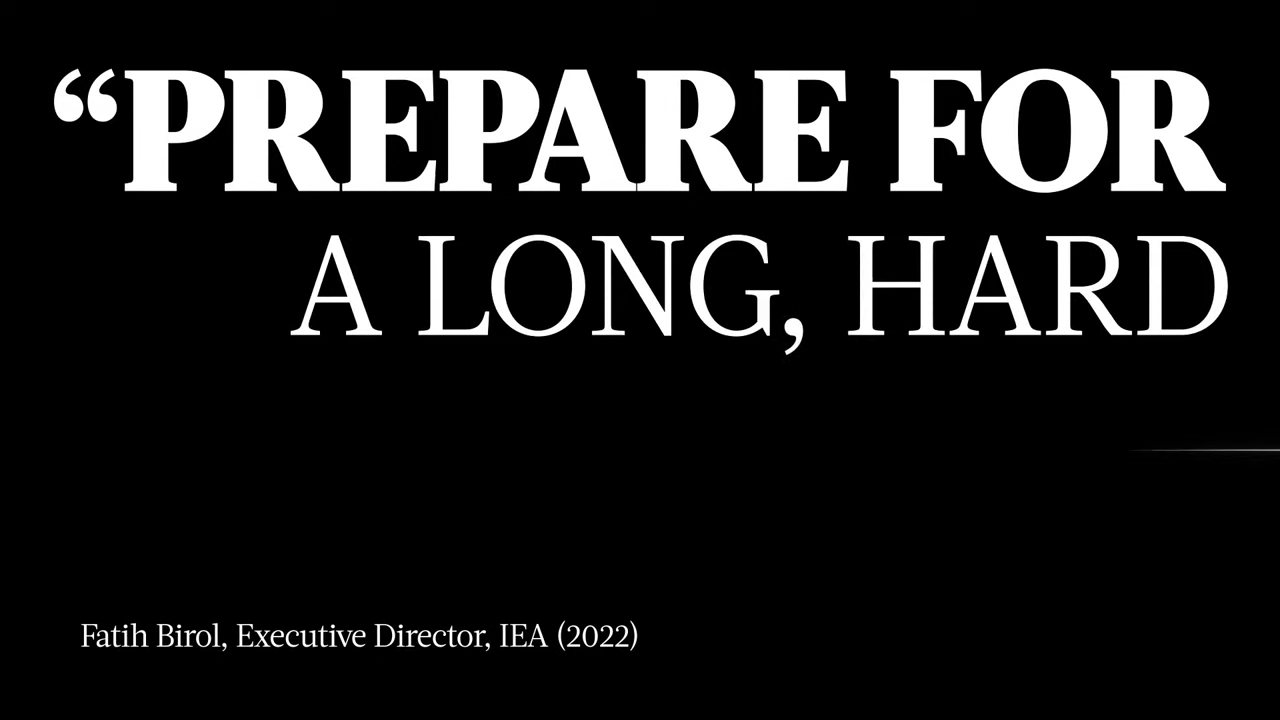 “PREPARE FOR
A LONG, HARD
Fatih Birol, Executive Director, IEA (2022)